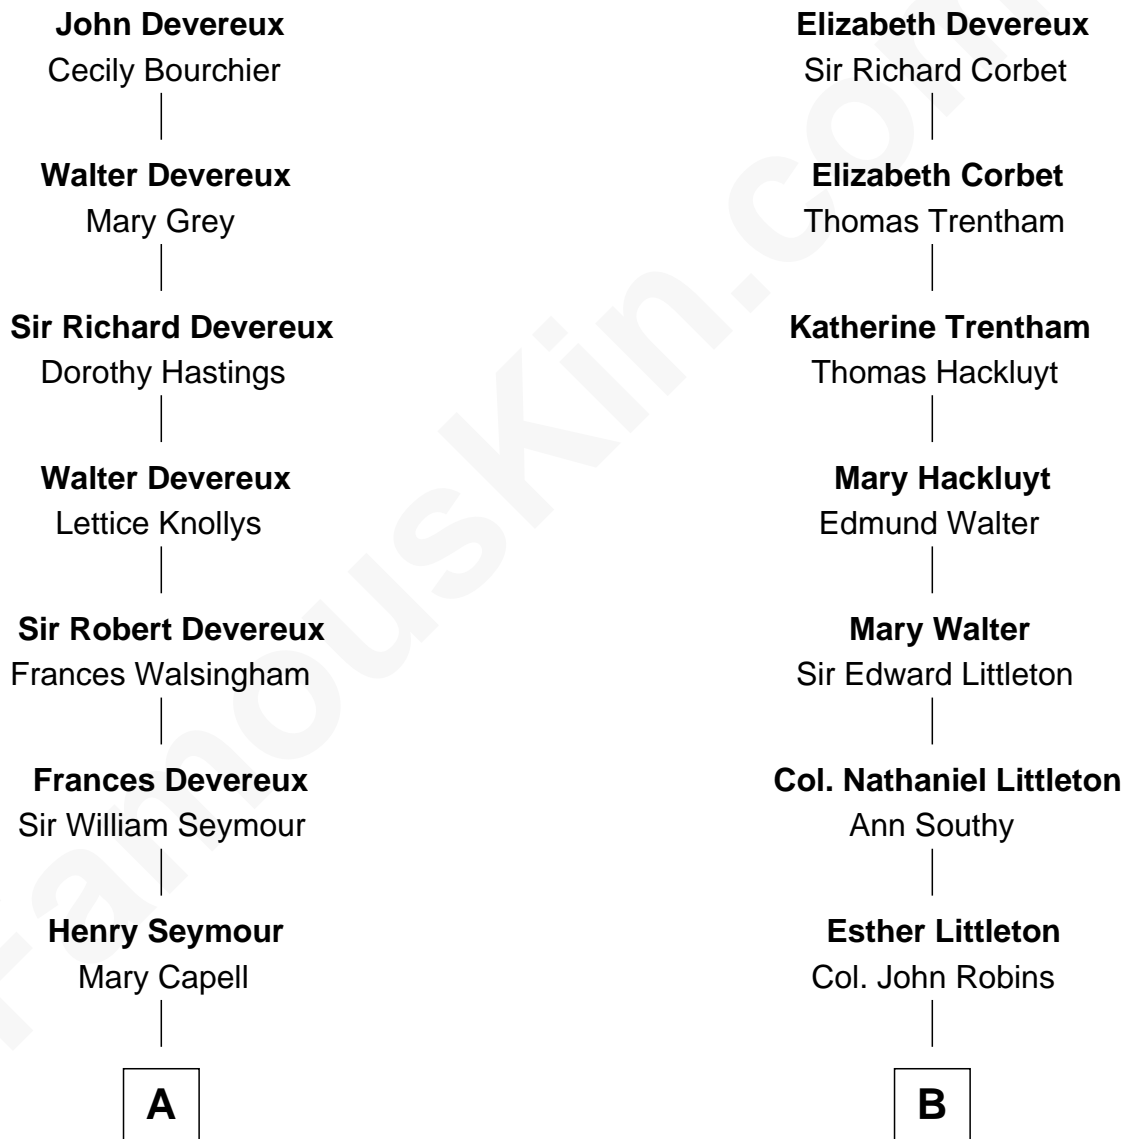 John Devereux
Cecily Bourchier
Walter Devereux
Mary Grey
Sir Richard Devereux
Dorothy Hastings
Walter Devereux
Lettice Knollys
Sir Robert Devereux
Frances Walsingham
Frances Devereux
Sir William Seymour
Henry Seymour
Mary Capell
A
Elizabeth Devereux
Sir Richard Corbet
Elizabeth Corbet
Thomas Trentham
Katherine Trentham
Thomas Hackluyt
Mary Hackluyt
Edmund Walter
Mary Walter
Sir Edward Littleton
Col. Nathaniel Littleton
Ann Southy
Esther Littleton
Col. John Robins
B
FamousKin.com